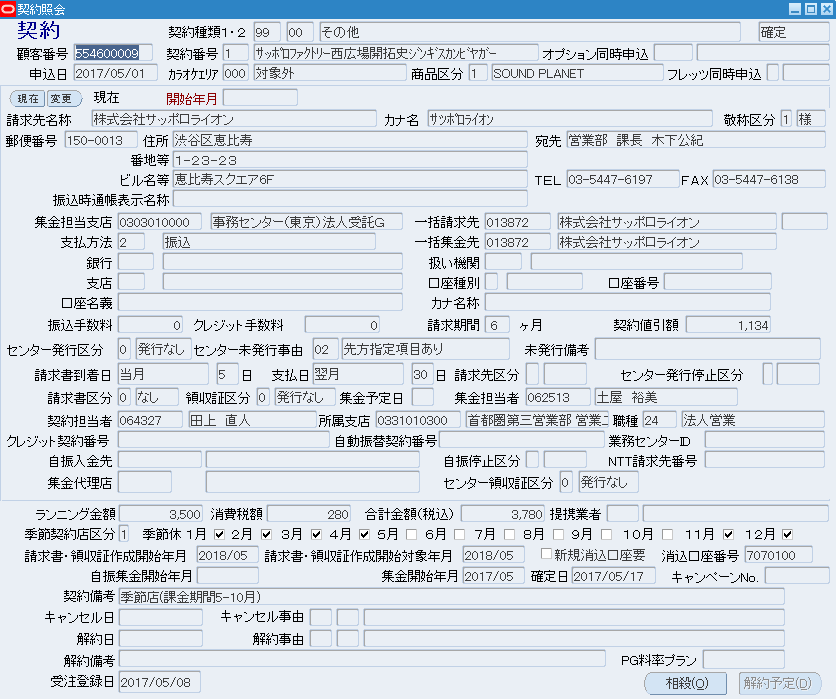 契約照会
契約 契約種類1・2 99 00 その他 確定
顧客番号 554600009 契約番号 1 ｻｯﾎﾟﾛﾌｧｸﾄﾘｰ西広場開拓史ｼﾞﾝｷﾞｽｶﾝﾋﾞﾔｶﾞｰ オプション同時申込
申込日 2017/05/01 ｶﾗｵｹエリア 000 対象外 商品区分 1 SOUND PLANET フレッツ同時申込
現在 変更 現在 開始年月
請求先名称 株式会社サッポロライオン カナ名 ｻｯﾎﾟﾛﾗｲｵﾝ 敬称区分 1 様
郵便番号 150-0013 住所 渋谷区恵比寿 宛先 営業部 課長 木下公紀
番地等 1-23-23
ビル名等 恵比寿スクエア6F TEL 03-5447-6197 FAX 03-5447-6138
振込時通帳表示名称
集金担当支店 0303010000 事務センター(東京)法人受託G 一括請求先 013872 株式会社サッポロライオン
支払方法 2 振込 一括集金先 013872 株式会社サッポロライオン
銀行 扱い機関
支店 口座種別 口座番号
口座名義 カナ名称
振込手数料 0 クレジット手数料 0 請求期間 6 ヶ月 契約値引額 1,134
センター発行区分 0 発行なし センター未発行事由 02 先方指定項目あり 未発行備考
請求書到着日 当月 5 日 支払日 翌月 30 日 請求先区分 センター発行停止区分
請求書区分 0 なし 領収証区分 0 発行なし 集金予定日 集金担当者 062513 土屋 裕美
契約担当者 064327 田上 直人 所属支店 0331010300 首都圏第三営業部 営業 職種 24 法人営業
クレジット契約番号 自動振替契約番号 業務センターID
自振入金先 自振停止区分 NTT請求先番号
集金代理店 センター領収証区分 0 発行なし
ランニング金額 3,500 消費税額 280 合計金額(税込) 3,780 提携業者
季節契約店区分 1 季節休 1月 2月 3月 4月 5月 6月 7月 8月 9月 10月 11月 12月
請求書・領収証作成開始年月 2018/05 請求書・領収証作成開始対象年月 2018/05 新規消込口座要 消込口座番号 7070100
自振集金開始年月 集金開始年月 2017/05 確定日 2017/05/17 キャンペーンNo.
契約備考 季節店(課金期間5-10月)
キャンセル日 キャンセル事由
解約日 解約事由
解約備考 PG料率プラン
受注登録日 2017/05/08 相殺(O) 解約予定(D)